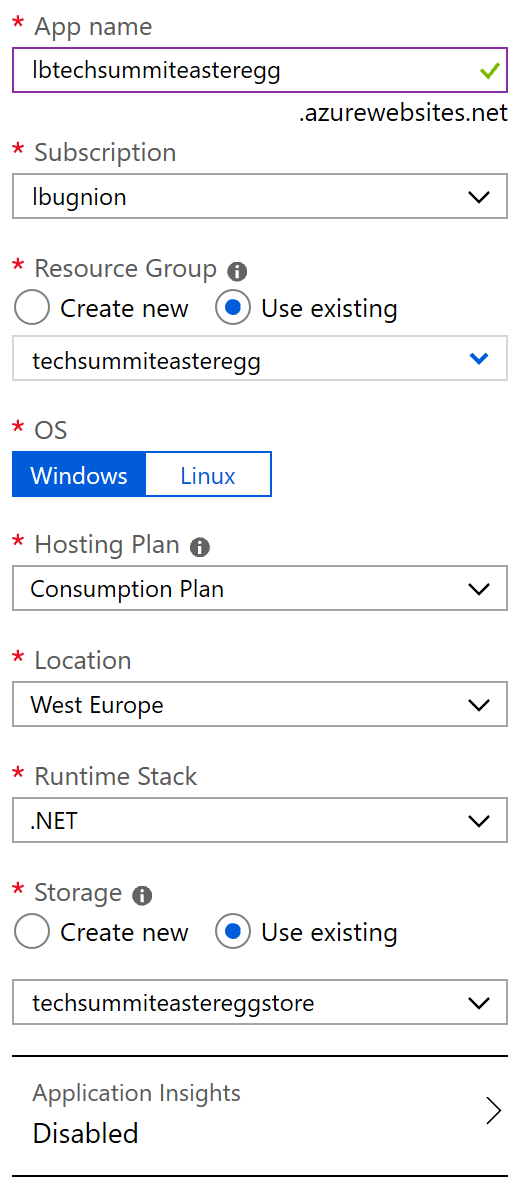 * App name
lbtechsummiteasteregg
.azurewebsites.net
* Subscription
lbugnion
* Resource Group
Create new Use existing
techsummiteasteregg
* OS
Windows Linux
* Hosting Plan
Consumption Plan
* Location
West Europe
* Runtime Stack
.NET
* Storage
Create new Use existing
techsummiteastereggstore
Application Insights
Disabled